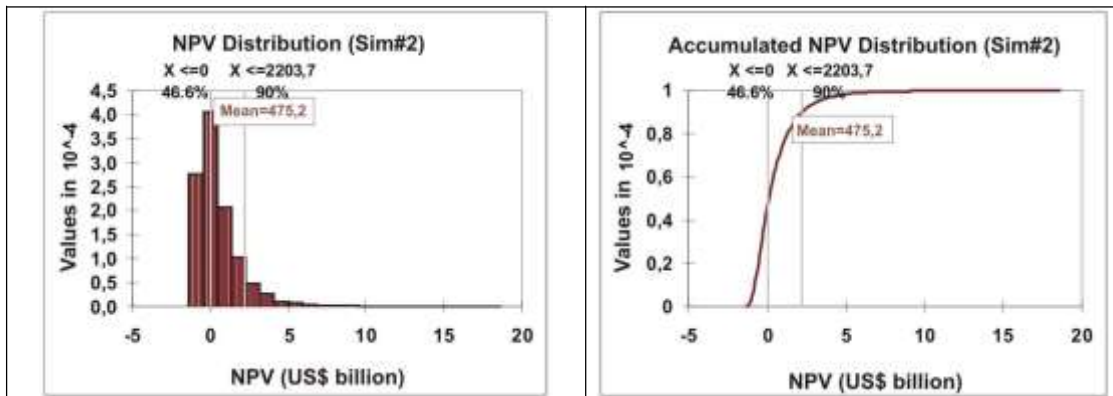 NPV Distribution (Sim#2)
X <=0 X <=2203,7
46.6% 90%
Mean=475,2
4,5
4,0
3,5
3,0
2,5
2,0
1,5
1,0
0,5
0,0
Values in 10^-4
-5 0 5 10 15 20
NPV (US$ billion)
Accumulated NPV Distribution (Sim#2)
X <=0 X <=2203,7
46.6% 90%
Mean=475,2
1
0,8
0,6
0,4
0,2
0
Values in 10^-4
-5 0 5 10 15 20
NPV (US$ billion)